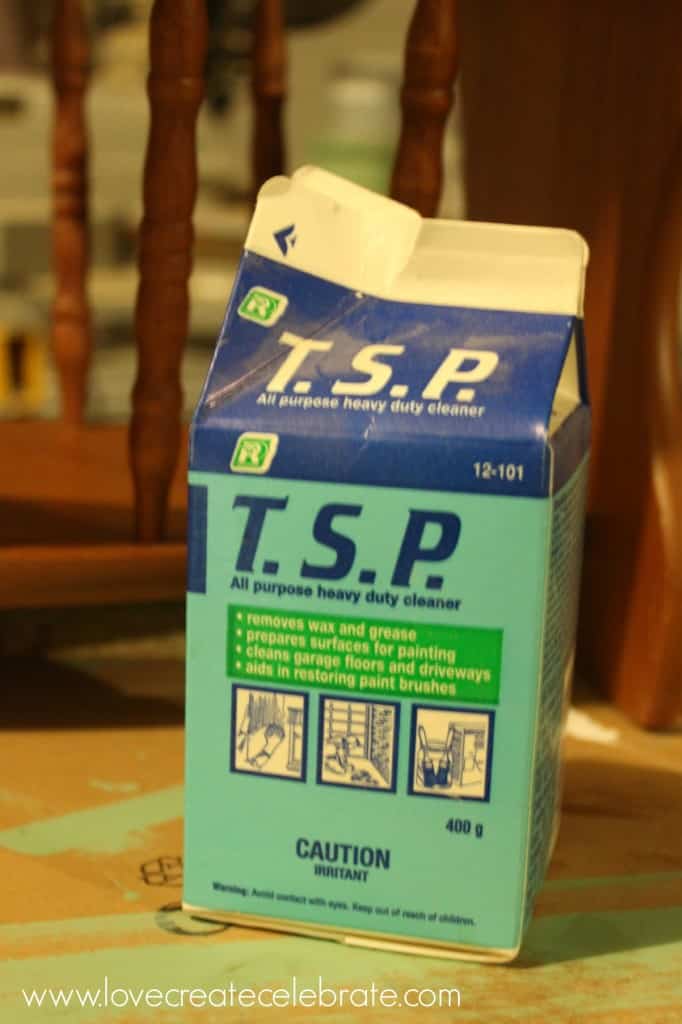 R
T.S.P.
All purpose heavy duty cleaner
R
12-101
T.S.P.
All purpose heavy duty cleaner
• removes wax and grease
• prepares surfaces for painting
• cleans garage floors and driveways
• aids in restoring paint brushes
400 g
CAUTION
IRRITANT
Warning: Avoid contact with eyes. Keep out of reach of children.
www.lovecreatecelebrate.com